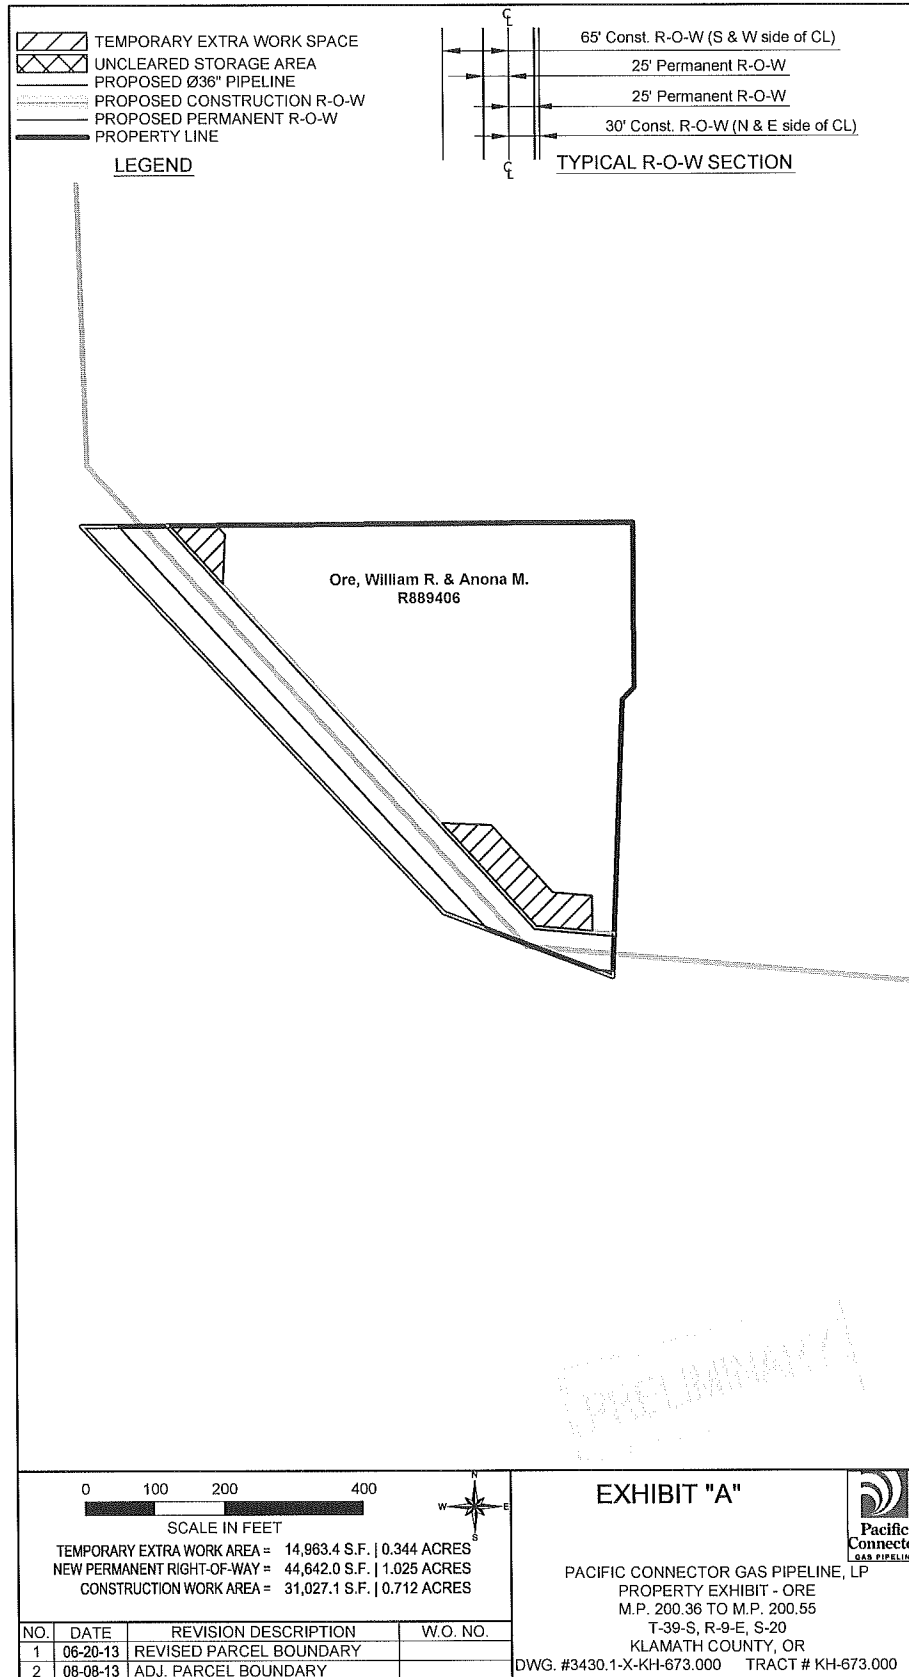 TEMPORARY EXTRA WORK SPACE
UNCLEARED STORAGE AREA
PROPOSED Ø36" PIPELINE
PROPOSED CONSTRUCTION R-O-W
PROPOSED PERMANENT R-O-W
PROPERTY LINE
LEGEND
65' Const. R-O-W (S & W side of CL)
25' Permanent R-O-W
25' Permanent R-O-W
30' Const. R-O-W (N & E side of CL)
TYPICAL R-O-W SECTION
Ore, William R. & Anona M.
R889406
PRELIMINARY
0 100 200 400
SCALE IN FEET
N
W E
S
TEMPORARY EXTRA WORK AREA = 14,963.4 S.F. | 0.344 ACRES
NEW PERMANENT RIGHT-OF-WAY = 44,642.0 S.F. | 1.025 ACRES
CONSTRUCTION WORK AREA = 31,027.1 S.F. | 0.712 ACRES
NO. DATE REVISION DESCRIPTION W.O. NO.
1 06-20-13 REVISED PARCEL BOUNDARY
2 08-08-13 ADJ. PARCEL BOUNDARY
EXHIBIT "A"
Pacific
Connecto
GAS PIPELIN
PACIFIC CONNECTOR GAS PIPELINE, LP
PROPERTY EXHIBIT - ORE
M.P. 200.36 TO M.P. 200.55
T-39-S, R-9-E, S-20
KLAMATH COUNTY, OR
DWG. #3430.1-X-KH-673.000 TRACT # KH-673.000